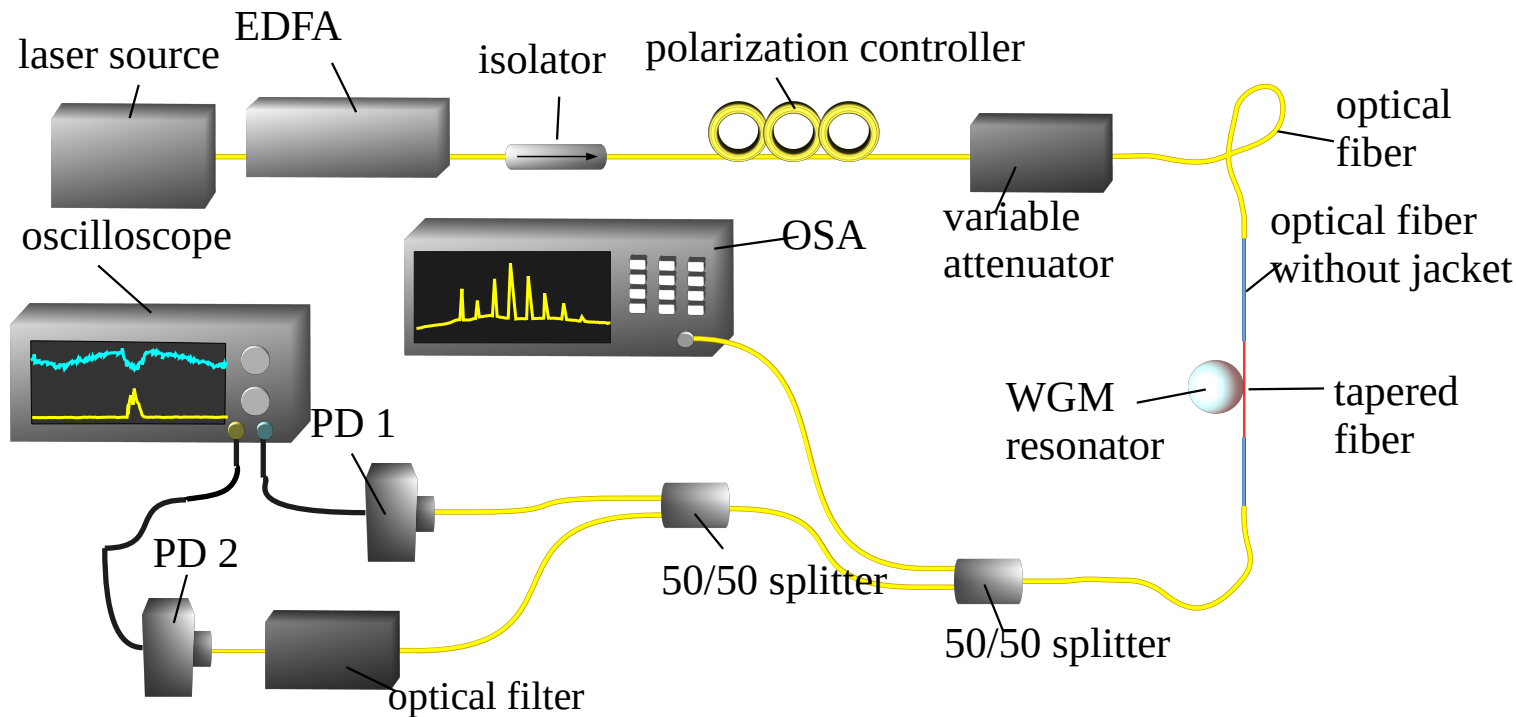 EDFA
laser source
isolator
polarization controller
optical
fiber
variable
attenuator
optical fiber
without jacket
oscilloscope
OSA
WGM
resonator
tapered
fiber
PD 1
PD 2
50/50 splitter
50/50 splitter
optical filter